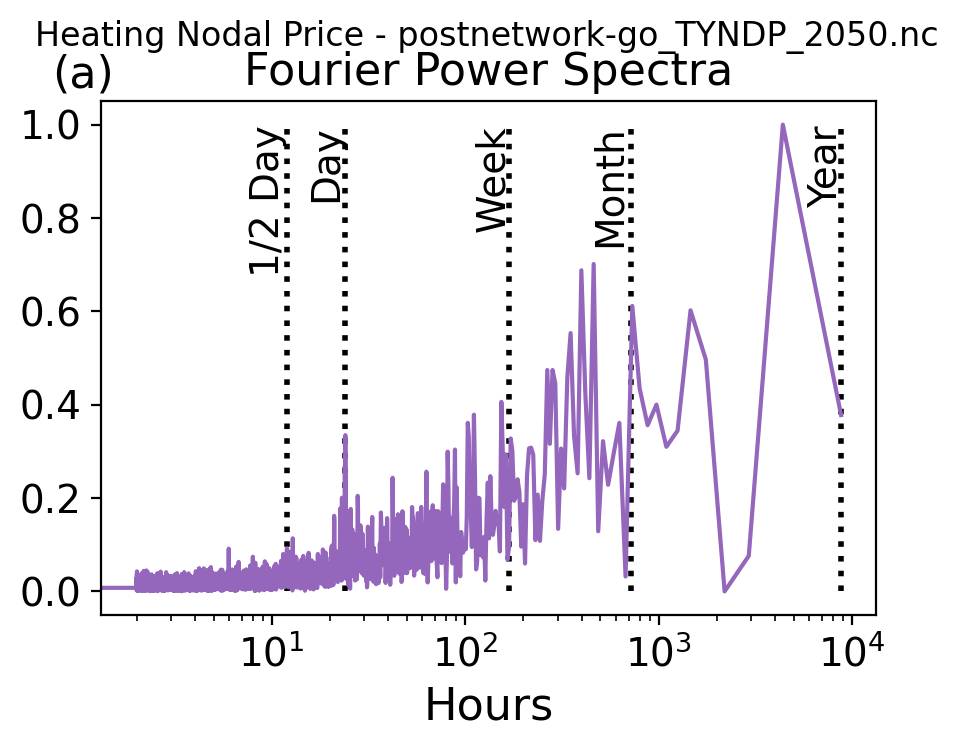 Heating Nodal Price - postnetwork-go_TYNDP_2050.nc
(a) Fourier Power Spectra
1.0
0.8
0.6
0.4
0.2
0.0
1/2 Day
Day
Week
Month
Year
10¹ 10² 10³ 10⁴
Hours